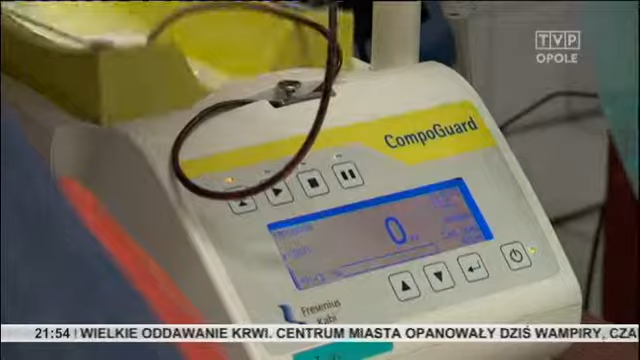 TVP
OPOLE
CompoGuard
0
Fresenius
Kabi
21:54 | WIELKIE ODDAWANIE KRWI. CENTRUM MIASTA OPANOWAŁY DZIŚ WAMPIRY, CZA